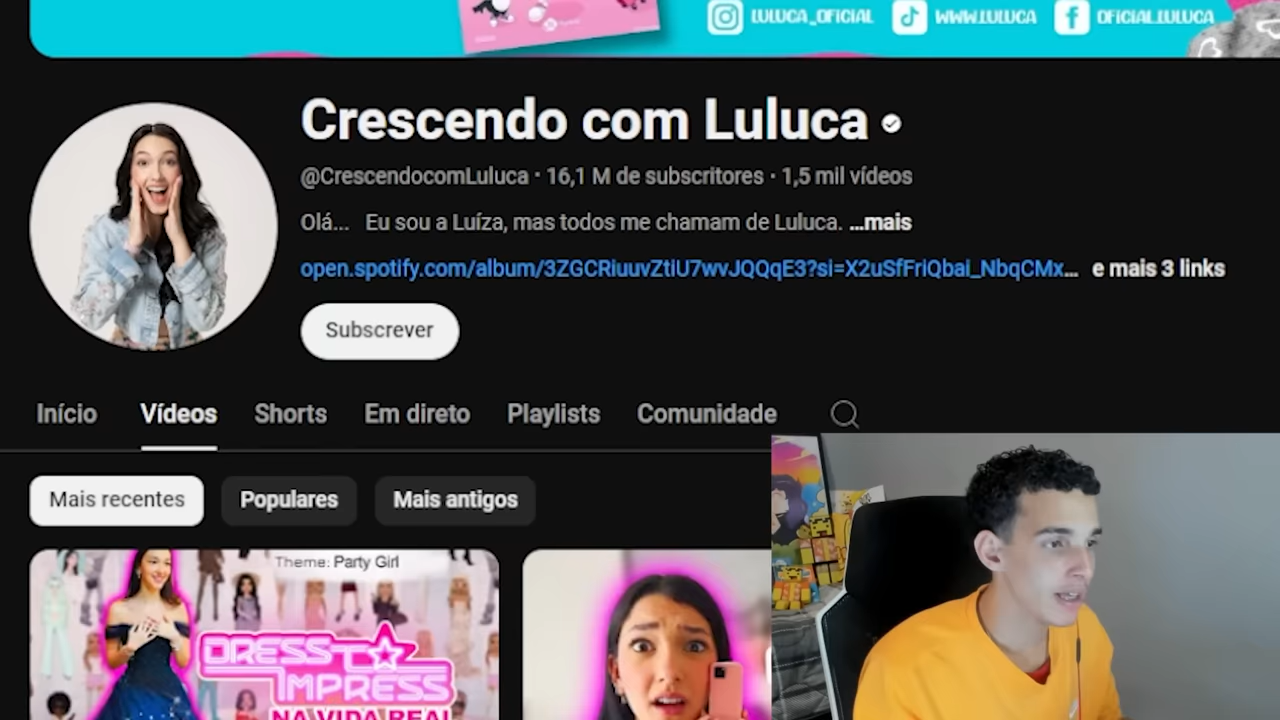 LULUCA_OFICIAL WWW.LULUCA OFICIAL.LULUCA
Crescendo com Luluca
@CrescendocomLuluca · 16,1 M de subscritores · 1,5 mil vídeos
Olá... Eu sou a Luíza, mas todos me chamam de Luluca. ...mais
open.spotify.com/album/3ZGCRiuuvZtiU7wvJQQqE3?si=X2uSfFriQbai_NbqCMx... e mais 3 links
Subscrever
Início Vídeos Shorts Em direto Playlists Comunidade
Mais recentes Populares Mais antigos
Theme: Party Girl
DRESS TO
IMPRESS
NA VIDA REAL